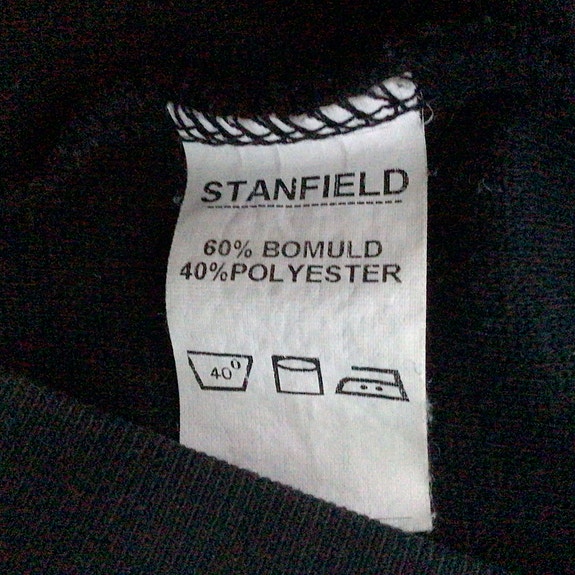 STANFIELD
60% BOMULD
40%POLYESTER
40°